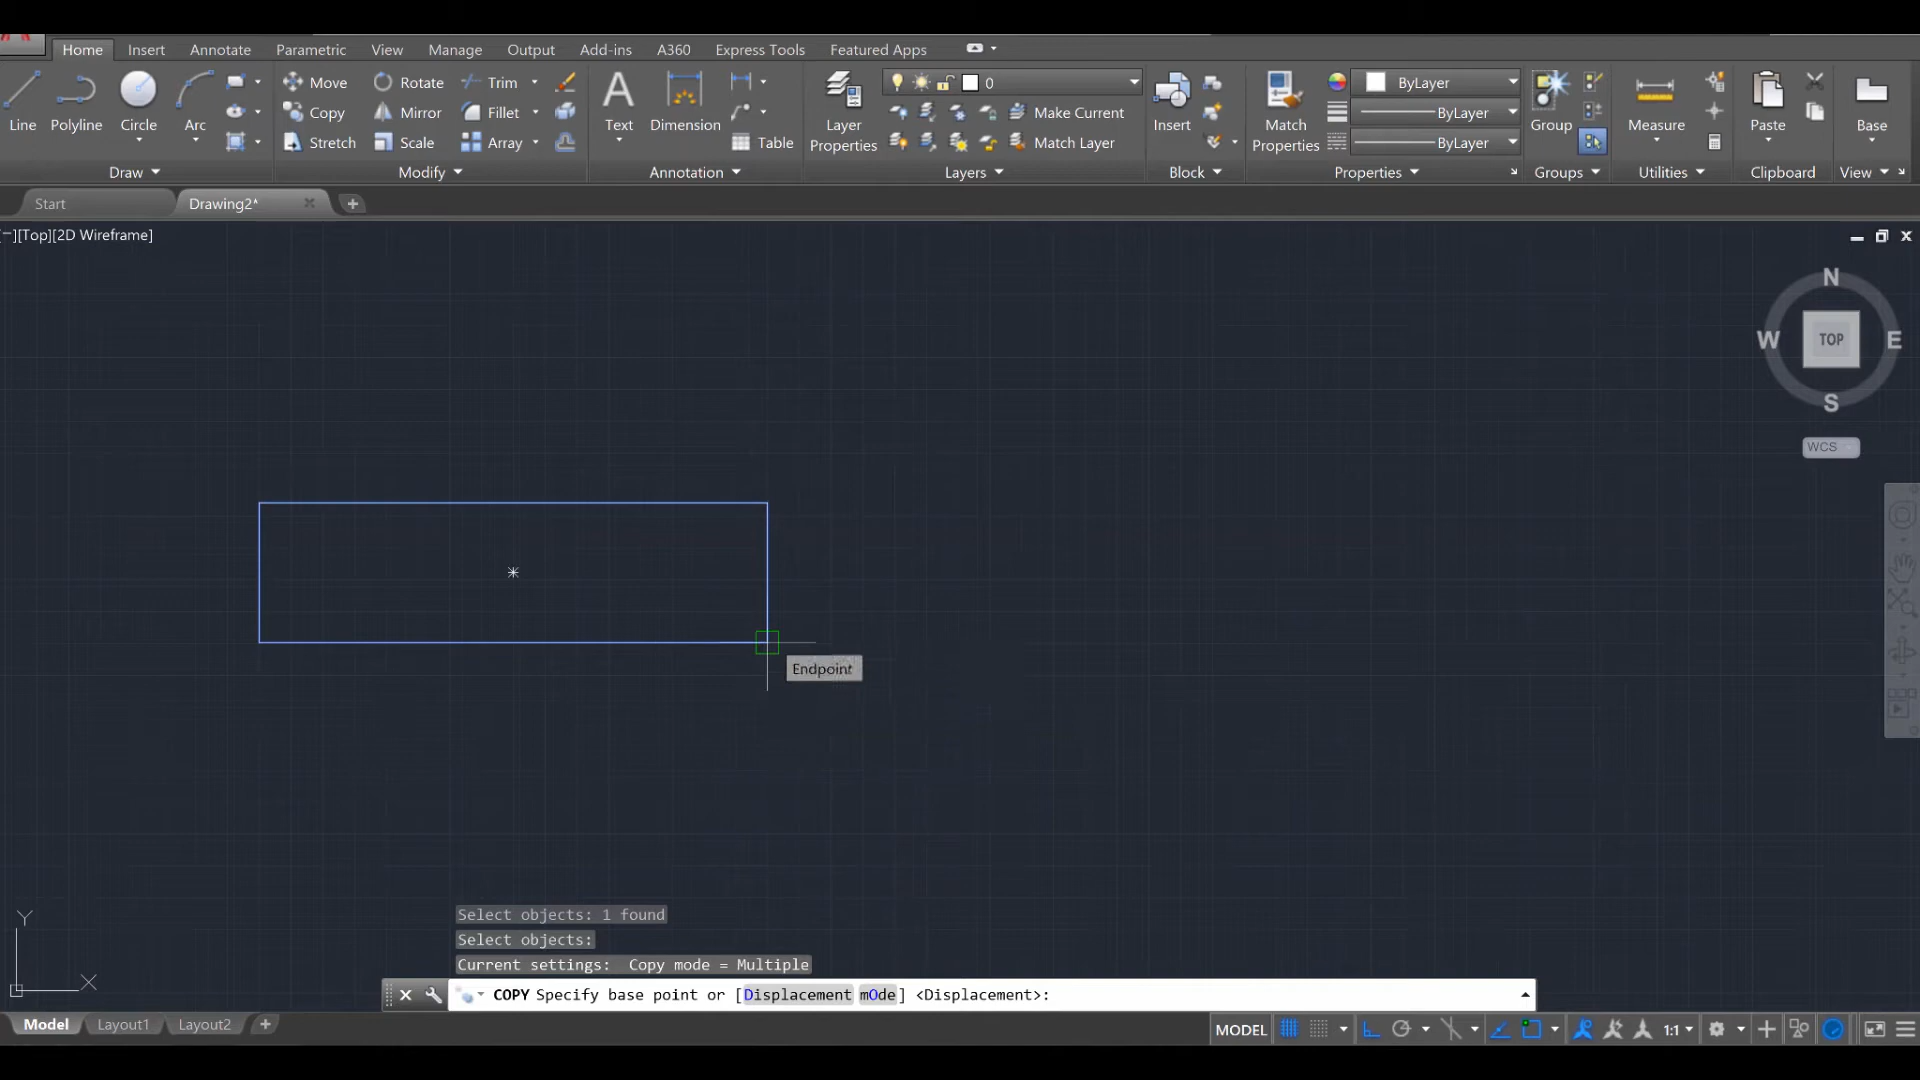 Home Insert Annotate Parametric View Manage Output Add-ins A360 Express Tools Featured Apps
Move Rotate Trim 0 ByLayer
Line Polyline Circle Arc Copy Mirror Fillet Text Dimension Layer Properties Make Current Insert Match Properties ByLayer Group Measure Paste Base
Stretch Scale Array Table Match Layer ByLayer
Draw Modify Annotation Layers Block Properties Groups Utilities Clipboard View
Start Drawing2*
[−][Top][2D Wireframe]
N
W TOP E
S
WCS
Endpoint
Y
X
Select objects: 1 found
Select objects:
Current settings:  Copy mode = Multiple
COPY Specify base point or [Displacement mOde] <Displacement>:
Model Layout1 Layout2 MODEL 1:1